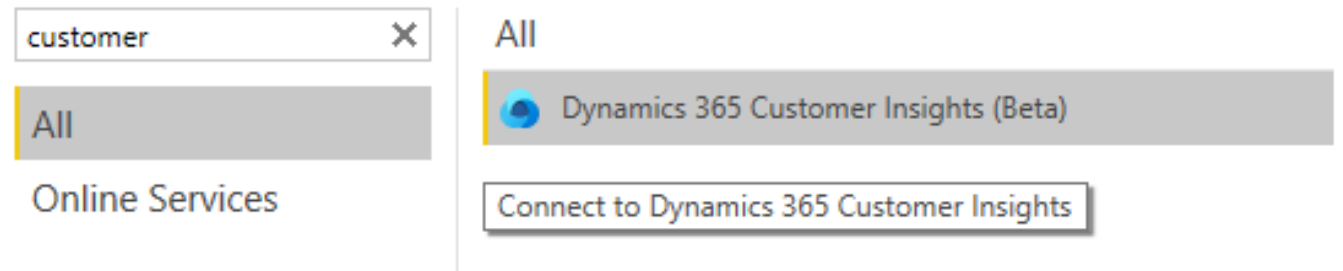 customer
All
Online Services
All
Dynamics 365 Customer Insights (Beta)
Connect to Dynamics 365 Customer Insights